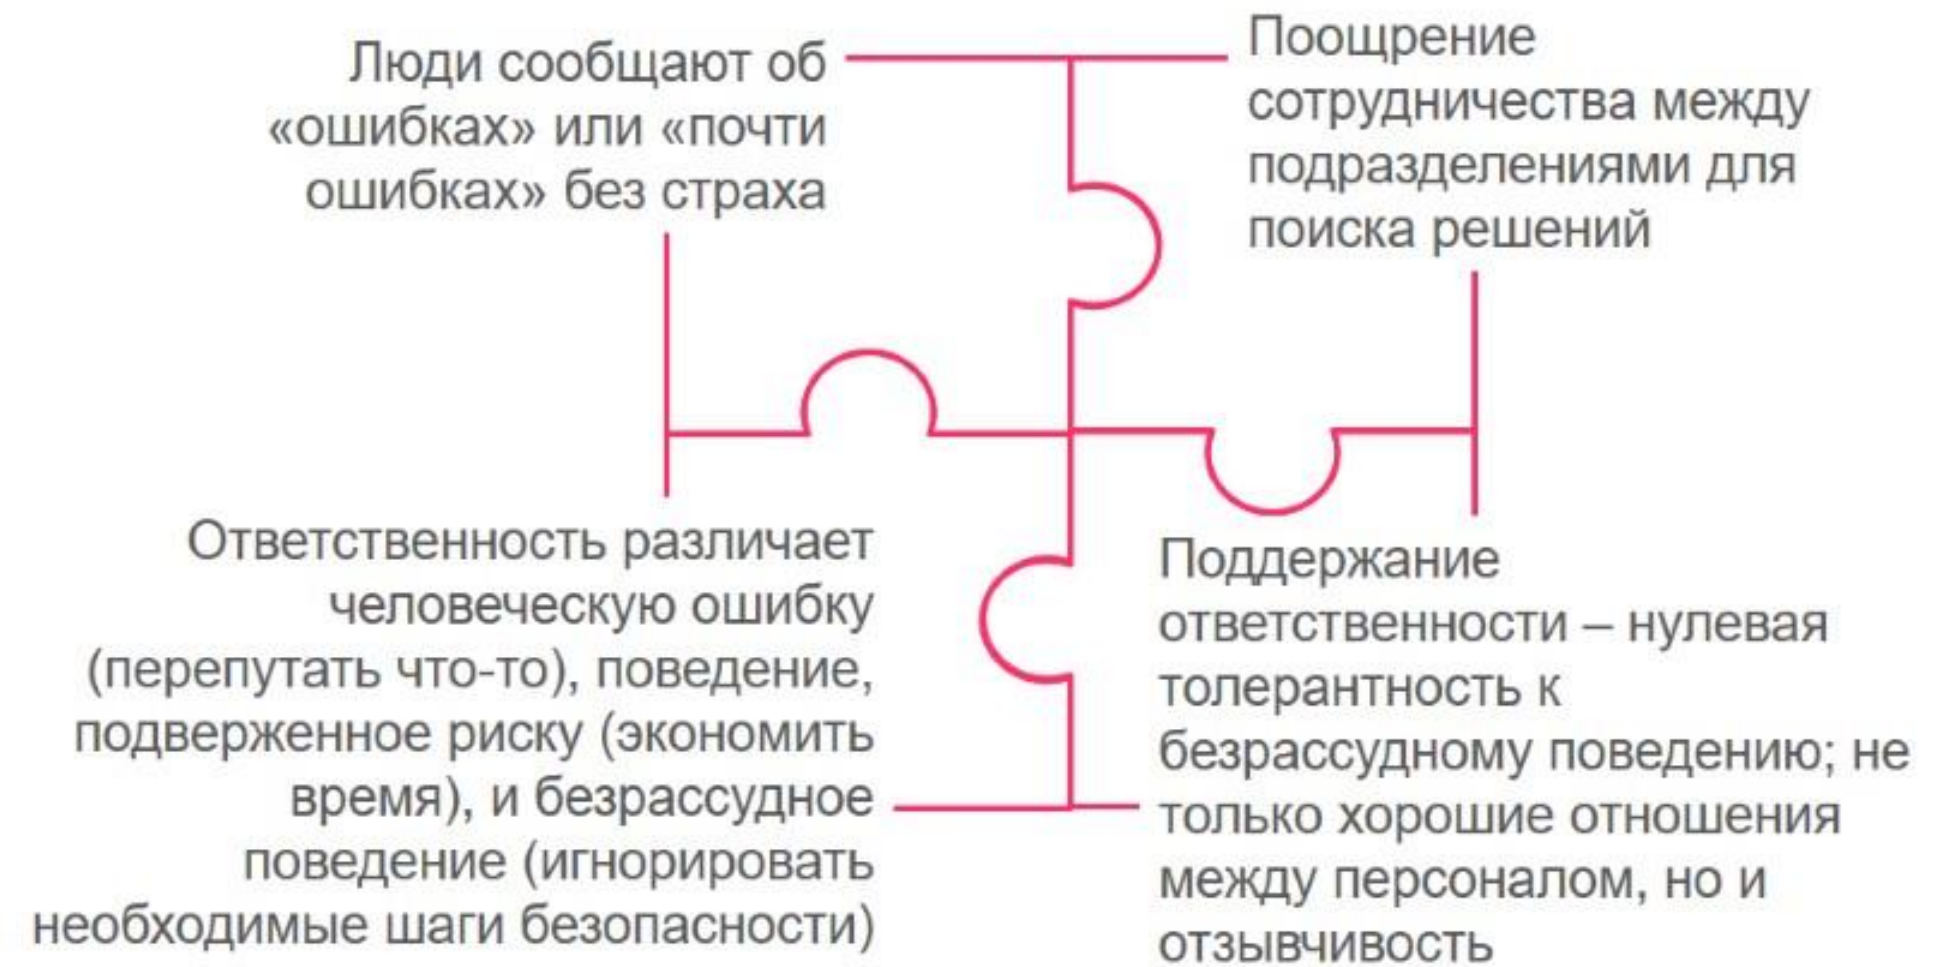 Люди сообщают об
«ошибках» или «почти
ошибках» без страха
Поощрение
сотрудничества между
подразделениями для
поиска решений
Ответственность различает
человеческую ошибку
(перепутать что-то), поведение,
подверженное риску (экономить
время), и безрассудное
поведение (игнорировать
необходимые шаги безопасности)
Поддержание
ответственности – нулевая
толерантность к
безрассудному поведению; не
только хорошие отношения
между персоналом, но и
отзывчивость